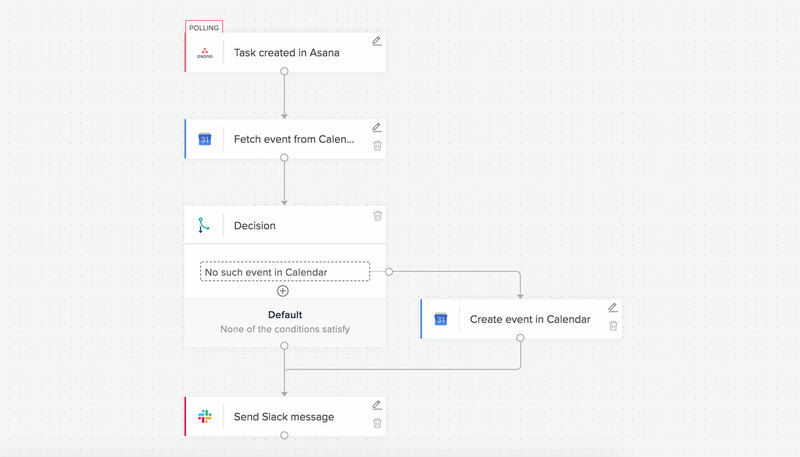 POLLING
asana
Task created in Asana
31
Fetch event from Calen...
Decision
No such event in Calendar
Default
None of the conditions satisfy
31
Create event in Calendar
Send Slack message